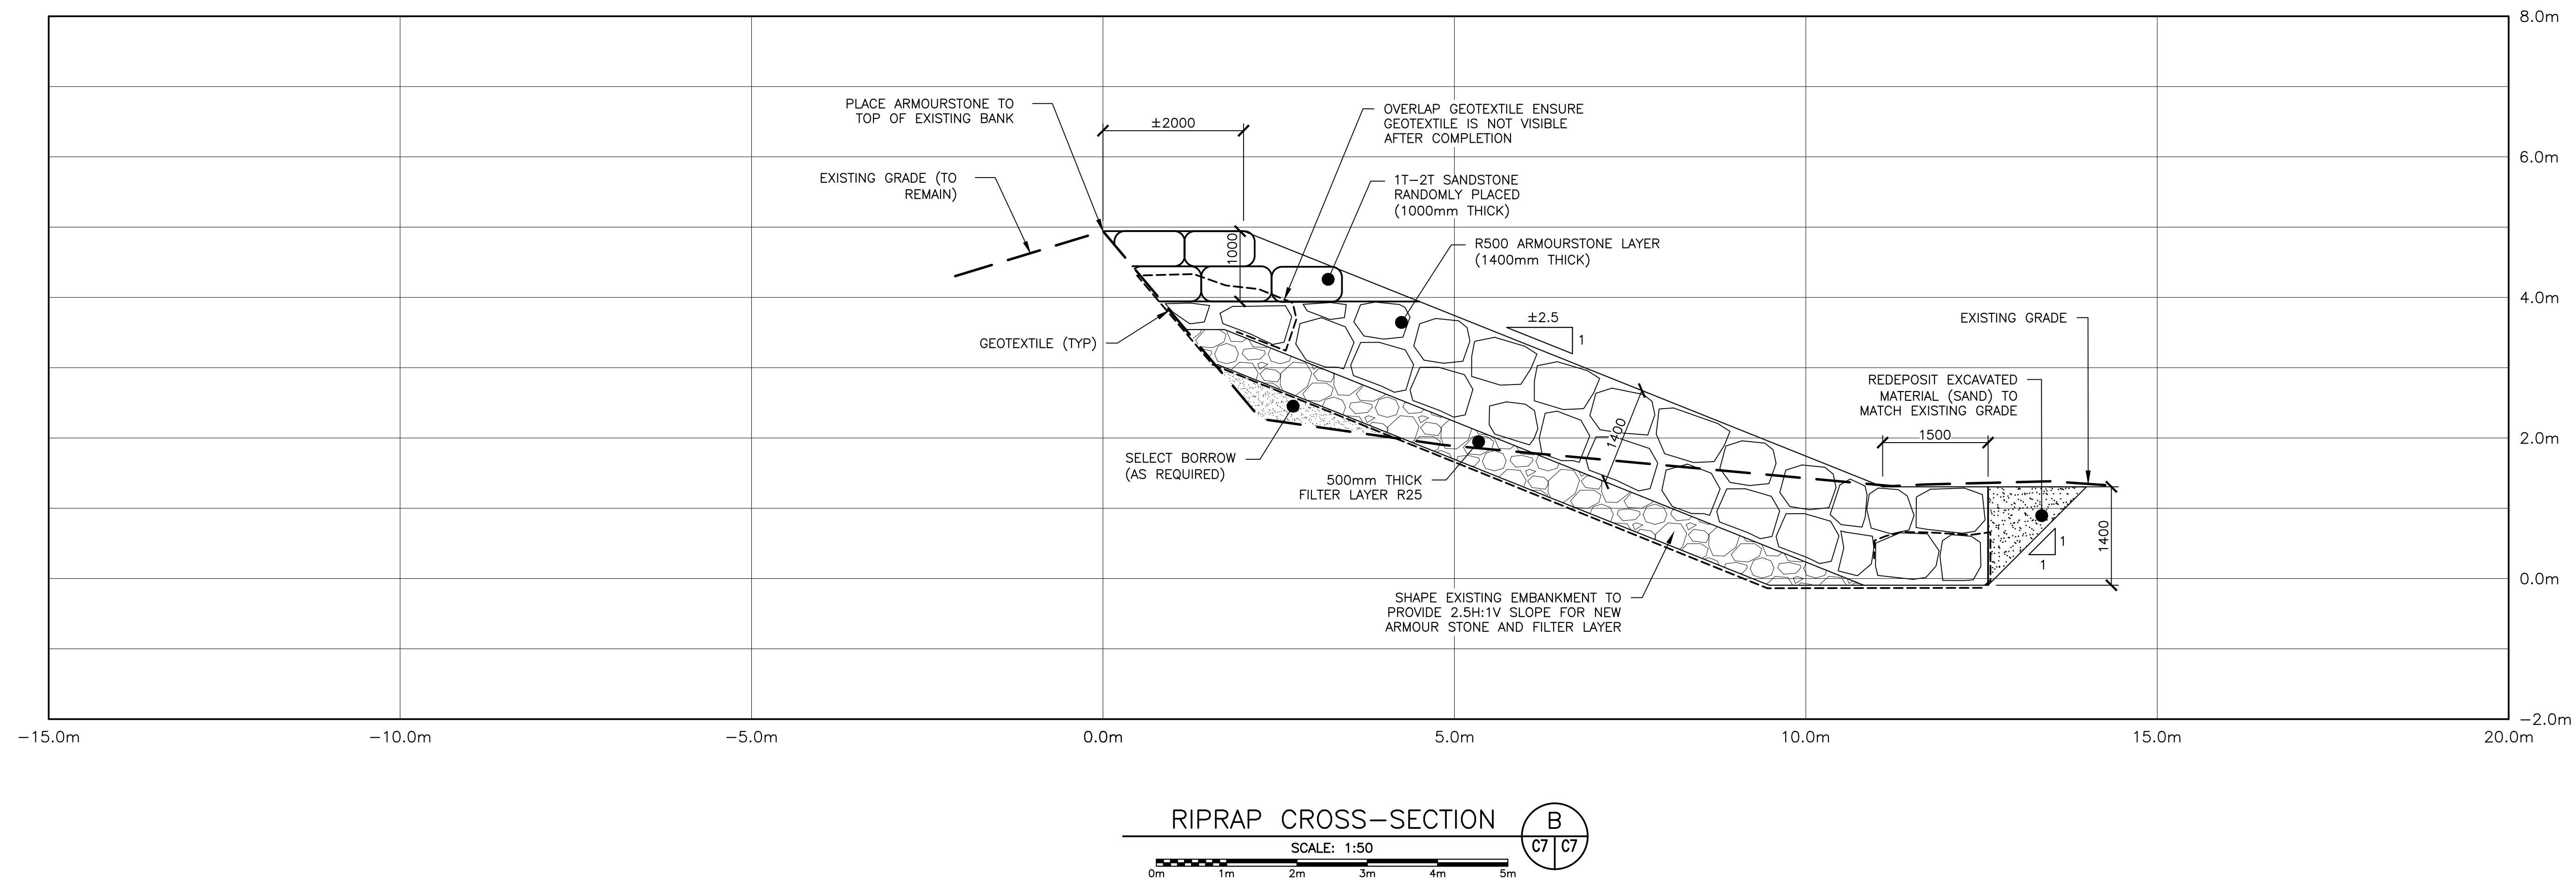 8.0m
PLACE ARMOURSTONE TO
TOP OF EXISTING BANK
±2000
OVERLAP GEOTEXTILE ENSURE
GEOTEXTILE IS NOT VISIBLE
AFTER COMPLETION
6.0m
EXISTING GRADE (TO
REMAIN)
1T-2T SANDSTONE
RANDOMLY PLACED
(1000mm THICK)
1000
R500 ARMOURSTONE LAYER
(1400mm THICK)
4.0m
GEOTEXTILE (TYP)
±2.5
1
EXISTING GRADE
REDEPOSIT EXCAVATED
MATERIAL (SAND) TO
MATCH EXISTING GRADE
1400
1500
2.0m
SELECT BORROW
(AS REQUIRED)
500mm THICK
FILTER LAYER R25
1
1
1400
0.0m
SHAPE EXISTING EMBANKMENT TO
PROVIDE 2.5H:1V SLOPE FOR NEW
ARMOUR STONE AND FILTER LAYER
-2.0m
-15.0m
-10.0m
-5.0m
0.0m
5.0m
10.0m
15.0m
20.0m
RIPRAP CROSS-SECTION
B
C7 C7
SCALE: 1:50
0m 1m 2m 3m 4m 5m